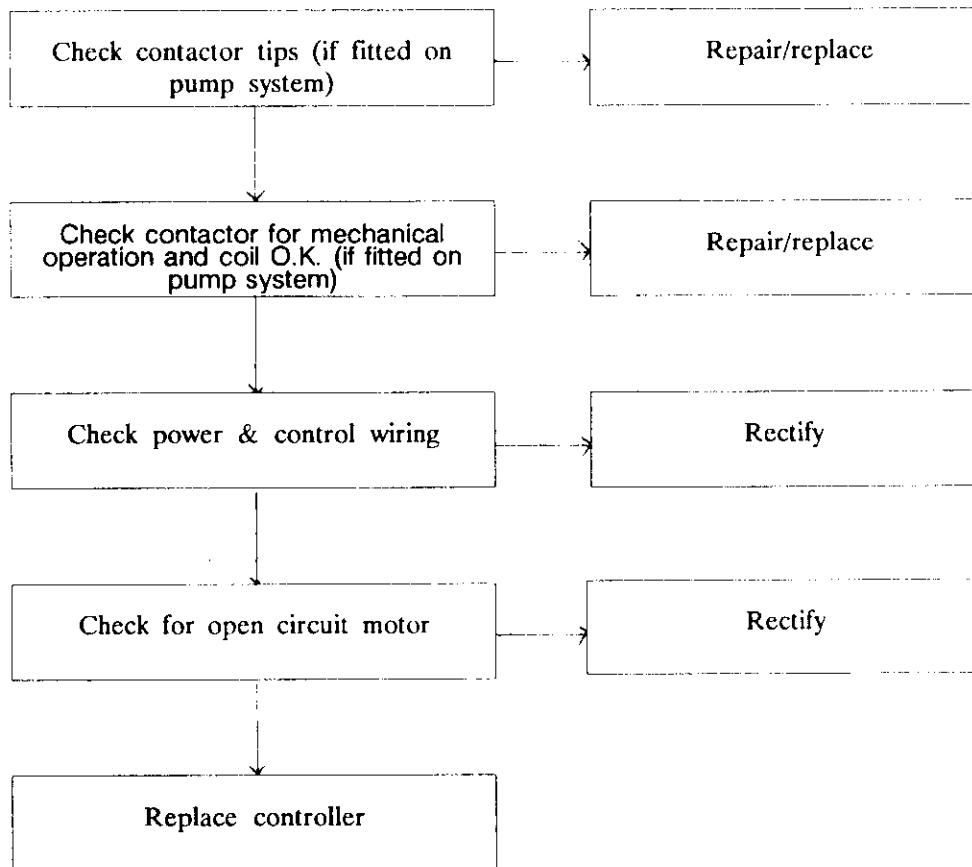 Check contactor tips (if fitted on
pump system)
Repair/replace
Check contactor for mechanical
operation and coil O.K. (if fitted on
pump system)
Repair/replace
Check power & control wiring
Rectify
Check for open circuit motor
Rectify
Replace controller